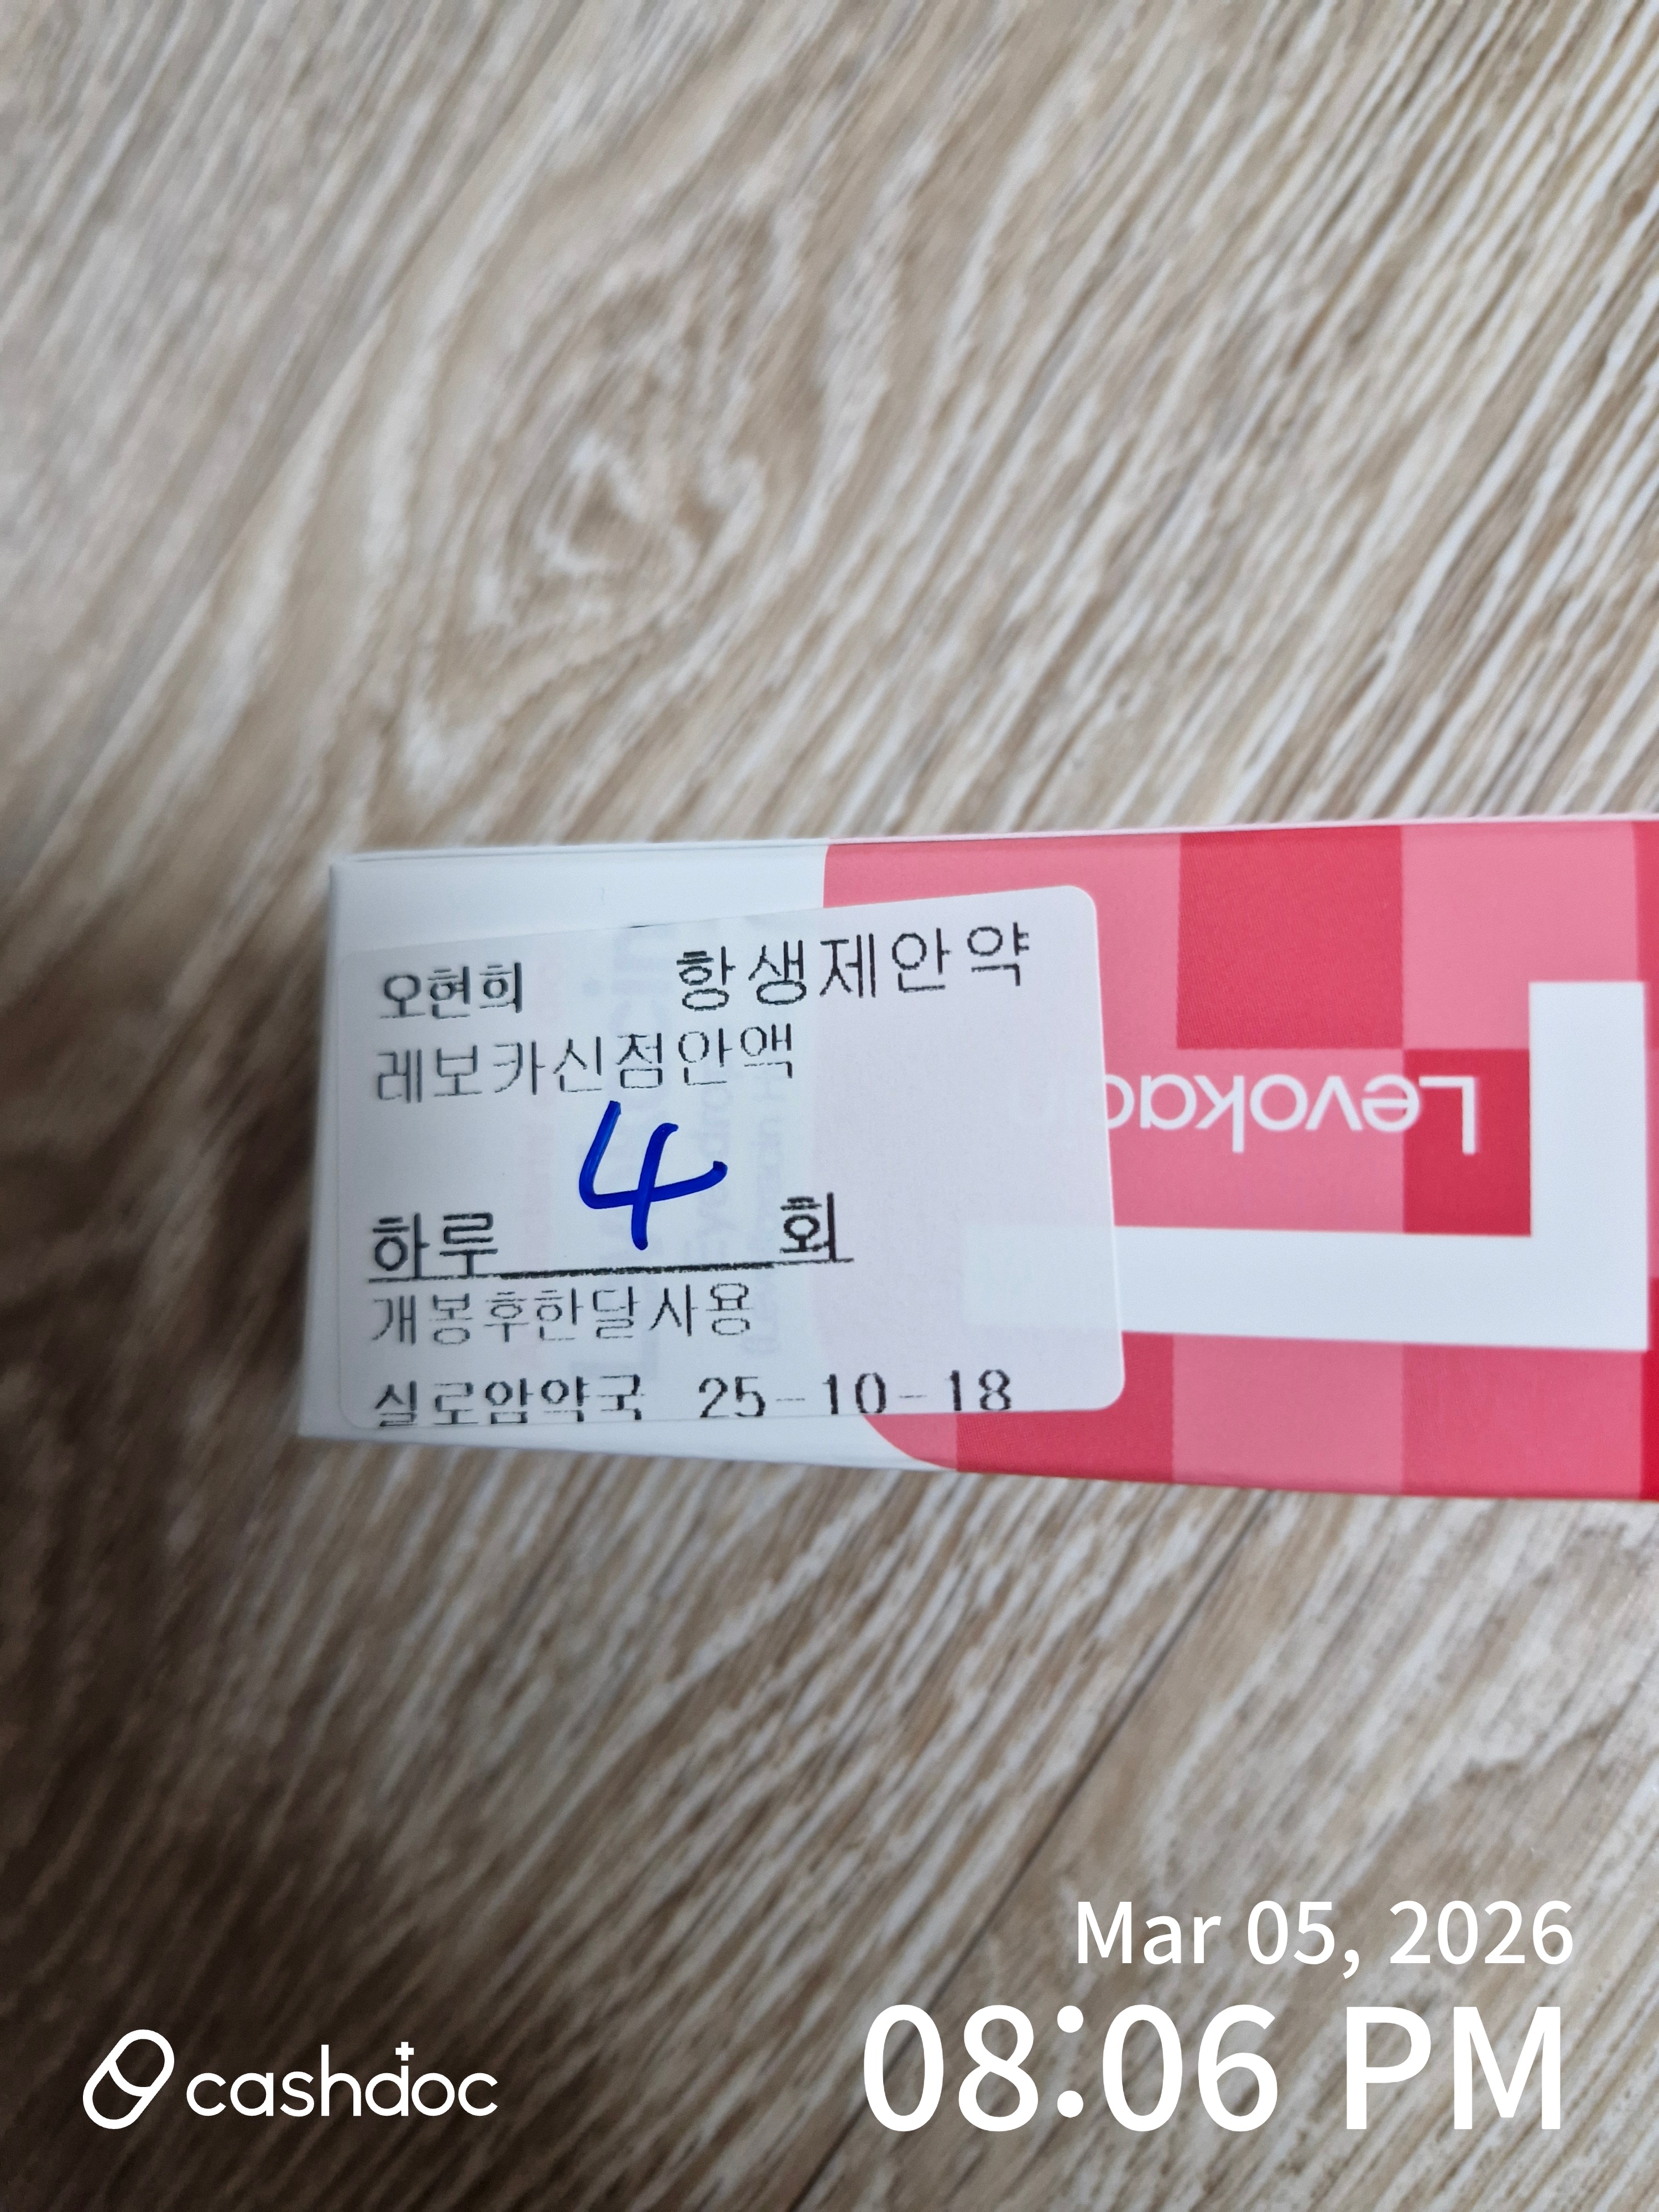 오현희 항생제안약
레보카신점안액
하루 4 회
개봉후한달사용
실로암약국 25-10-18
Levokac
Mar 05, 2026
08:06 PM
cashdoc